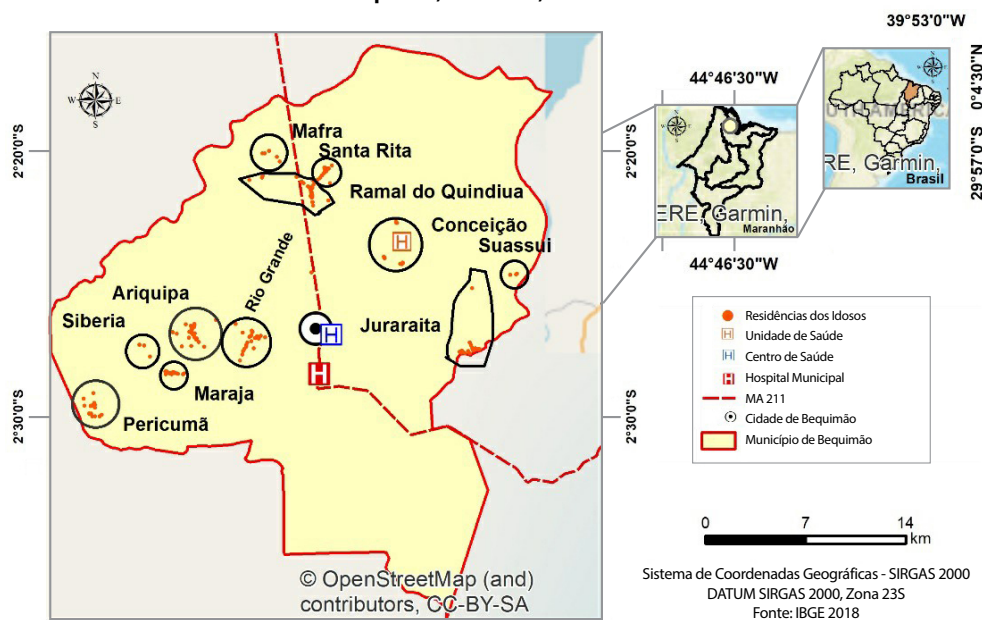 39°53'0"W
44°46'30"W
0°4'30"N
29°57'0"S
2°20'0"S
2°20'0"S
2°30'0"S
2°30'0"S
N
W
E
S
Mafra
Santa Rita
Ramal do Quindiua
Conceição
Suassui
Rio Grande
Ariquipa
Siberia
Juraraita
Maraja
Pericumã
H
H
H
© OpenStreetMap (and)
contributors, CC-BY-SA
ERE, Garmin,
Maranhão
44°46'30"W
RE, Garmin,
Brasil
Residências dos Idosos
H Unidade de Saúde
H Centro de Saúde
H Hospital Municipal
MA 211
Cidade de Bequimão
Município de Bequimão
0 7 14
km
Sistema de Coordenadas Geográficas - SIRGAS 2000
DATUM SIRGAS 2000, Zona 23S
Fonte: IBGE 2018